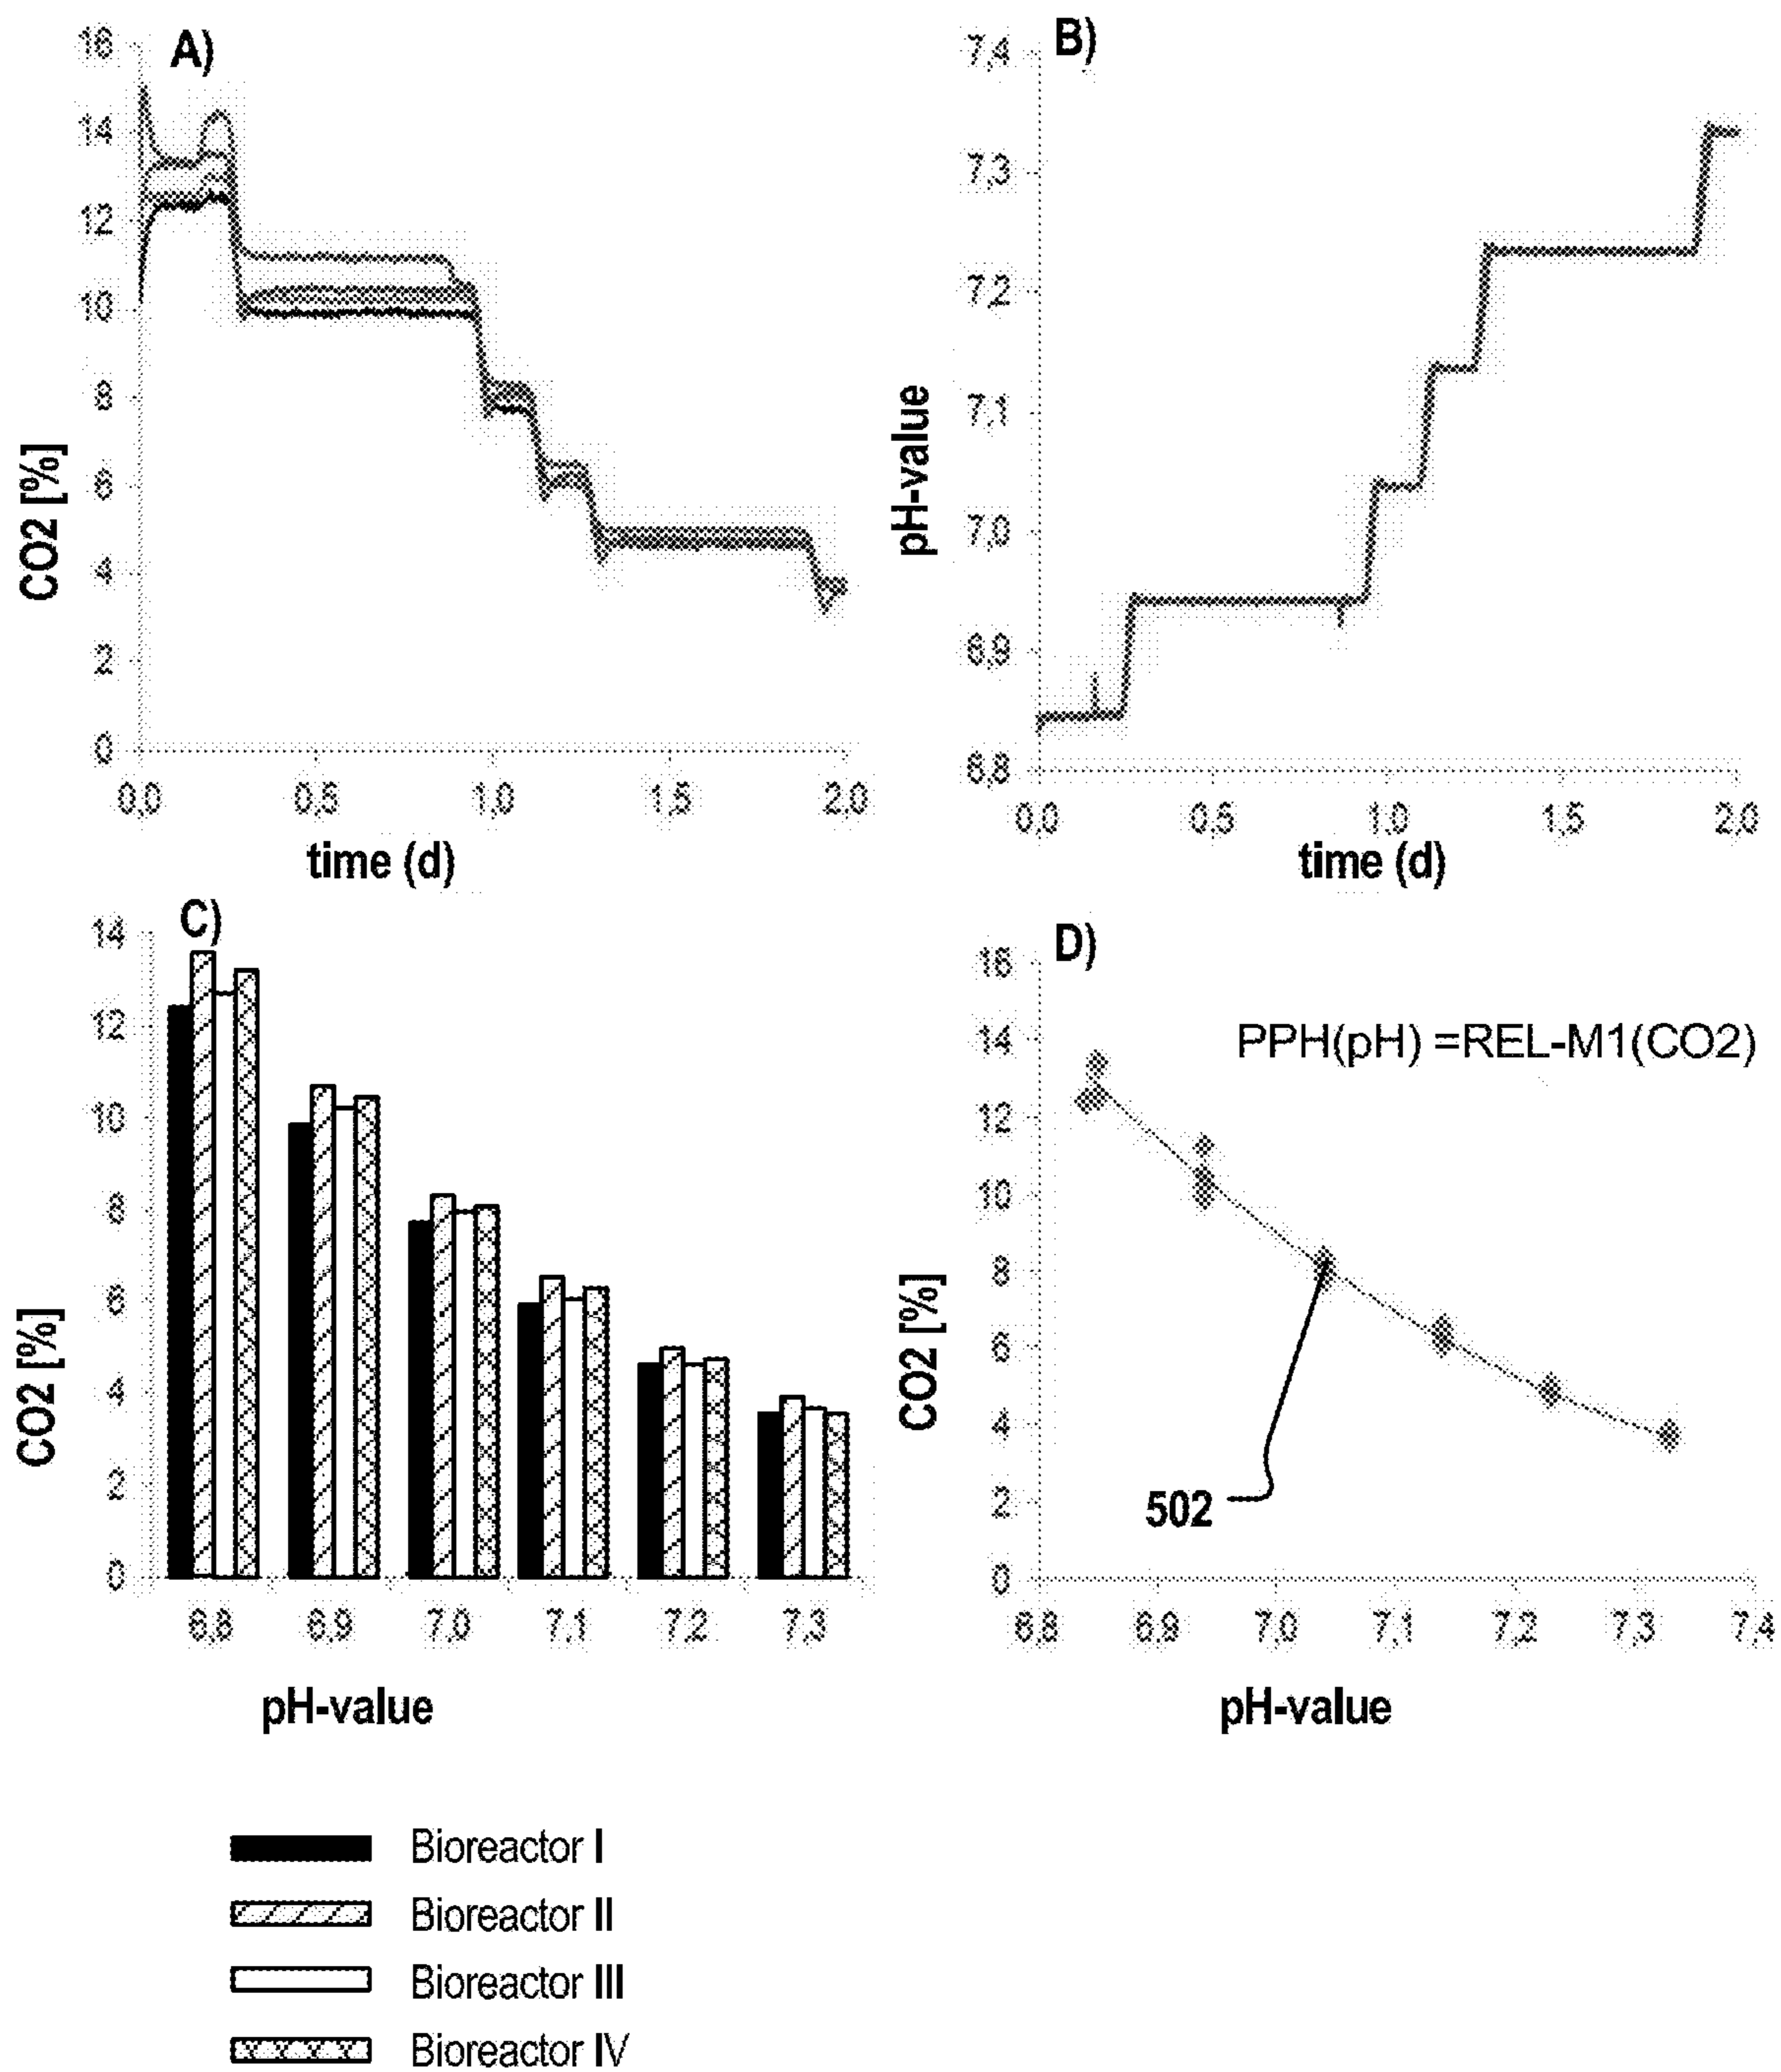 A)
16
14
12
10
8
6
4
2
0
CO2 [%]
0,0 0,5 1,0 1,5 2,0
time (d)
B)
7,4
7,3
7,2
7,1
7,0
6,9
6,8
pH-value
0,0 0,5 1,0 1,5 2,0
time (d)
C)
14
12
10
8
6
4
2
0
CO2 [%]
6,8 6,9 7,0 7,1 7,2 7,3
pH-value
D)
16
14
12
10
8
6
4
2
0
CO2 [%]
PPH(pH) =REL-M1(CO2)
502
6,8 6,9 7,0 7,1 7,2 7,3 7,4
pH-value
Bioreactor I
Bioreactor II
Bioreactor III
Bioreactor IV